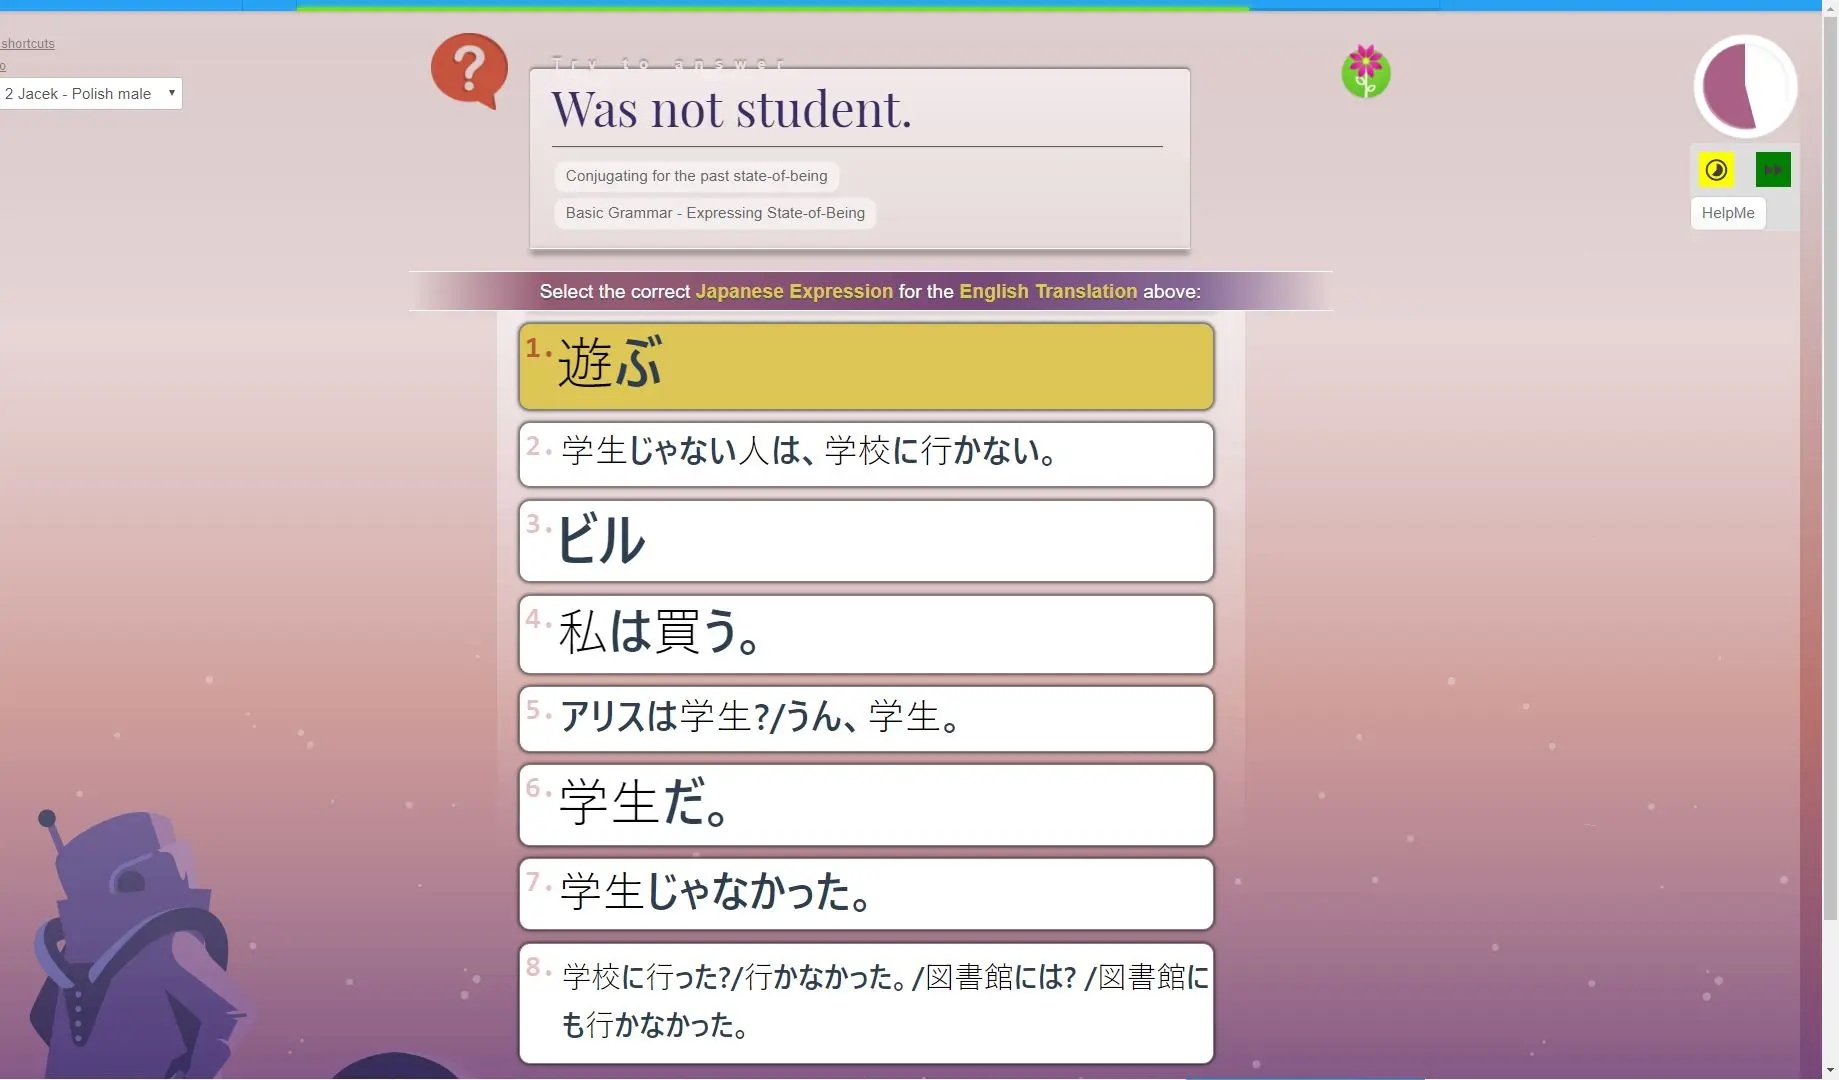 shortcuts
o
2 Jacek - Polish male
Try to answer
Was not student.
Conjugating for the past state-of-being
Basic Grammar - Expressing State-of-Being
HelpMe
Select the correct Japanese Expression for the English Translation above:
1. 遊ぶ
2. 学生じゃない人は、学校に行かない。
3. ビル
4. 私は買う。
5. アリスは学生?/うん、学生。
6. 学生だ。
7. 学生じゃなかった。
8. 学校に行った?/行かなかった。/図書館には? /図書館に
も行かなかった。